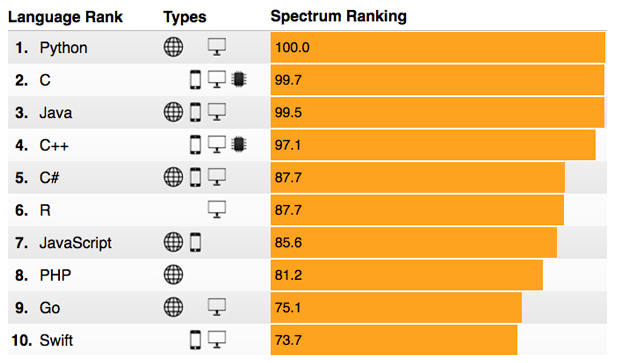 Language Rank Types Spectrum Ranking
1. Python 100.0
2. C 99.7
3. Java 99.5
4. C++ 97.1
5. C# 87.7
6. R 87.7
7. JavaScript 85.6
8. PHP 81.2
9. Go 75.1
10. Swift 73.7